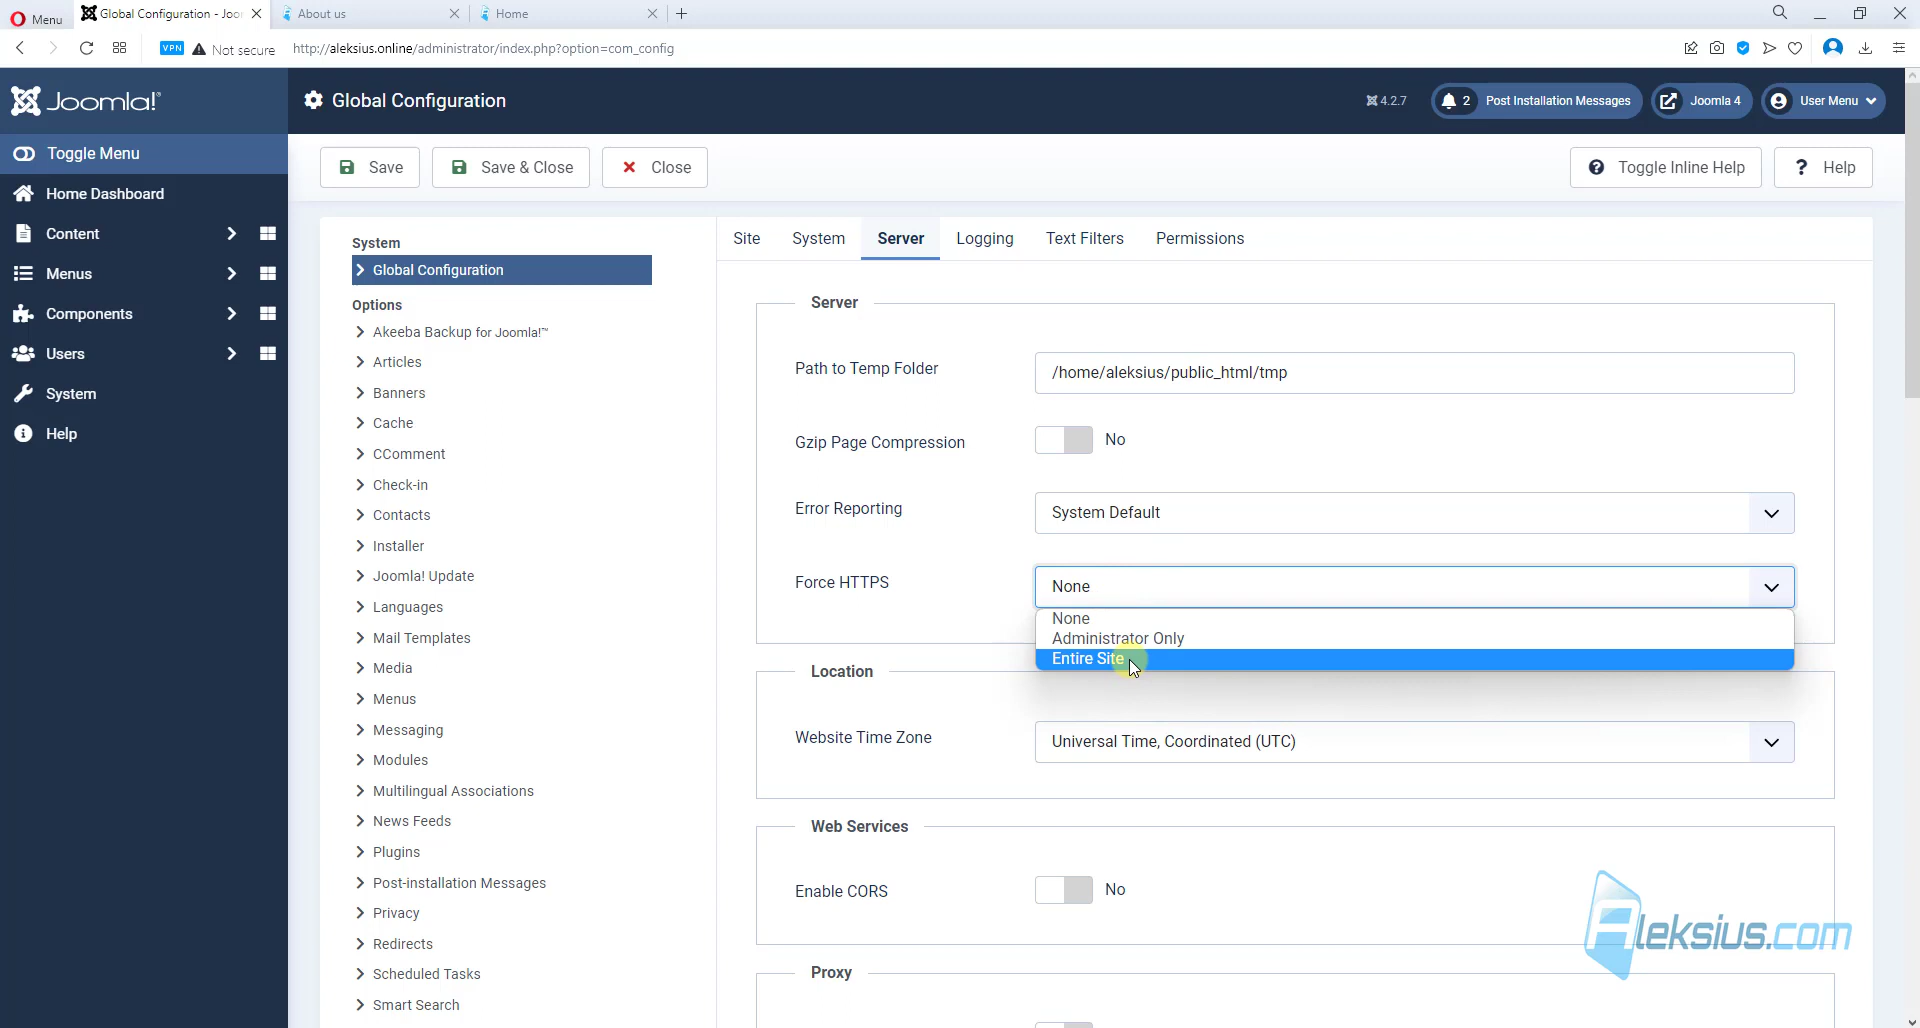 Menu
Global Configuration - Joo
About us
Home
VPN
Not secure
http://aleksius.online/administrator/index.php?option=com_config
Joomla!
Global Configuration
4.2.7
2
Post Installation Messages
Joomla 4
User Menu
Toggle Menu
Home Dashboard
Content
Menus
Components
Users
System
Help
Save
Save & Close
Close
Toggle Inline Help
Help
System
Global Configuration
Options
Akeeba Backup for Joomla!™
Articles
Banners
Cache
CComment
Check-in
Contacts
Installer
Joomla! Update
Languages
Mail Templates
Media
Menus
Messaging
Modules
Multilingual Associations
News Feeds
Plugins
Post-installation Messages
Privacy
Redirects
Scheduled Tasks
Smart Search
Site
System
Server
Logging
Text Filters
Permissions
Server
Path to Temp Folder
/home/aleksius/public_html/tmp
Gzip Page Compression
No
Error Reporting
System Default
Force HTTPS
None
None
Administrator Only
Entire Site
Location
Website Time Zone
Universal Time, Coordinated (UTC)
Web Services
Enable CORS
No
Proxy
Aleksius.com